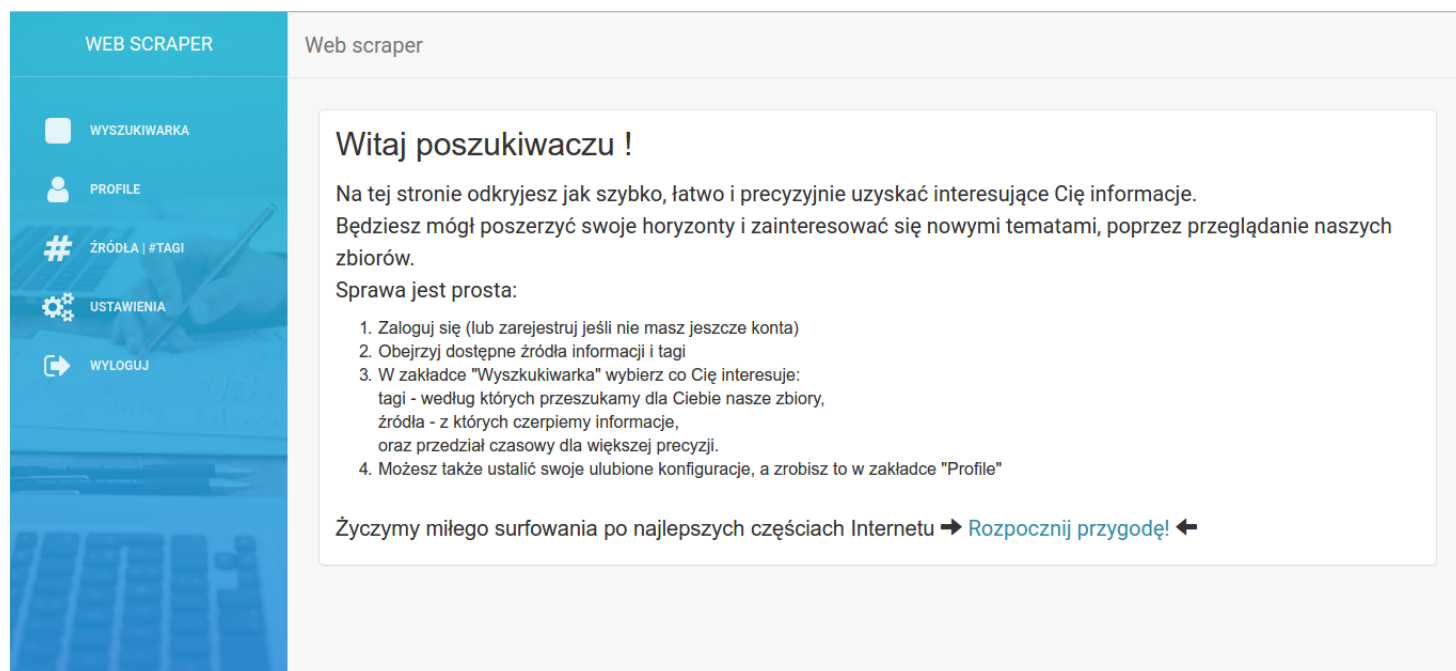 WEB SCRAPER
Web scraper
WYSZUKIWARKA
PROFILE
ŹRÓDŁA | #TAGI
USTAWIENIA
WYLOGUJ
Witaj poszukiwaczu !
Na tej stronie odkryjesz jak szybko, łatwo i precyzyjnie uzyskać interesujące Cię informacje.
Będziesz mógł poszerzyć swoje horyzonty i zainteresować się nowymi tematami, poprzez przeglądanie naszych
zbiorów.
Sprawa jest prosta:
1. Zaloguj się (lub zarejestruj jeśli nie masz jeszcze konta)
2. Obejrzyj dostępne źródła informacji i tagi
3. W zakładce "Wyszkukiwarka" wybierz co Cię interesuje:
tagi - według których przeszukamy dla Ciebie nasze zbiory,
źródła - z których czerpiemy informacje,
oraz przedział czasowy dla większej precyzji.
4. Możesz także ustalić swoje ulubione konfiguracje, a zrobisz to w zakładce "Profile"
Życzymy miłego surfowania po najlepszych częściach Internetu 🡺 Rozpocznij przygodę! 🡸